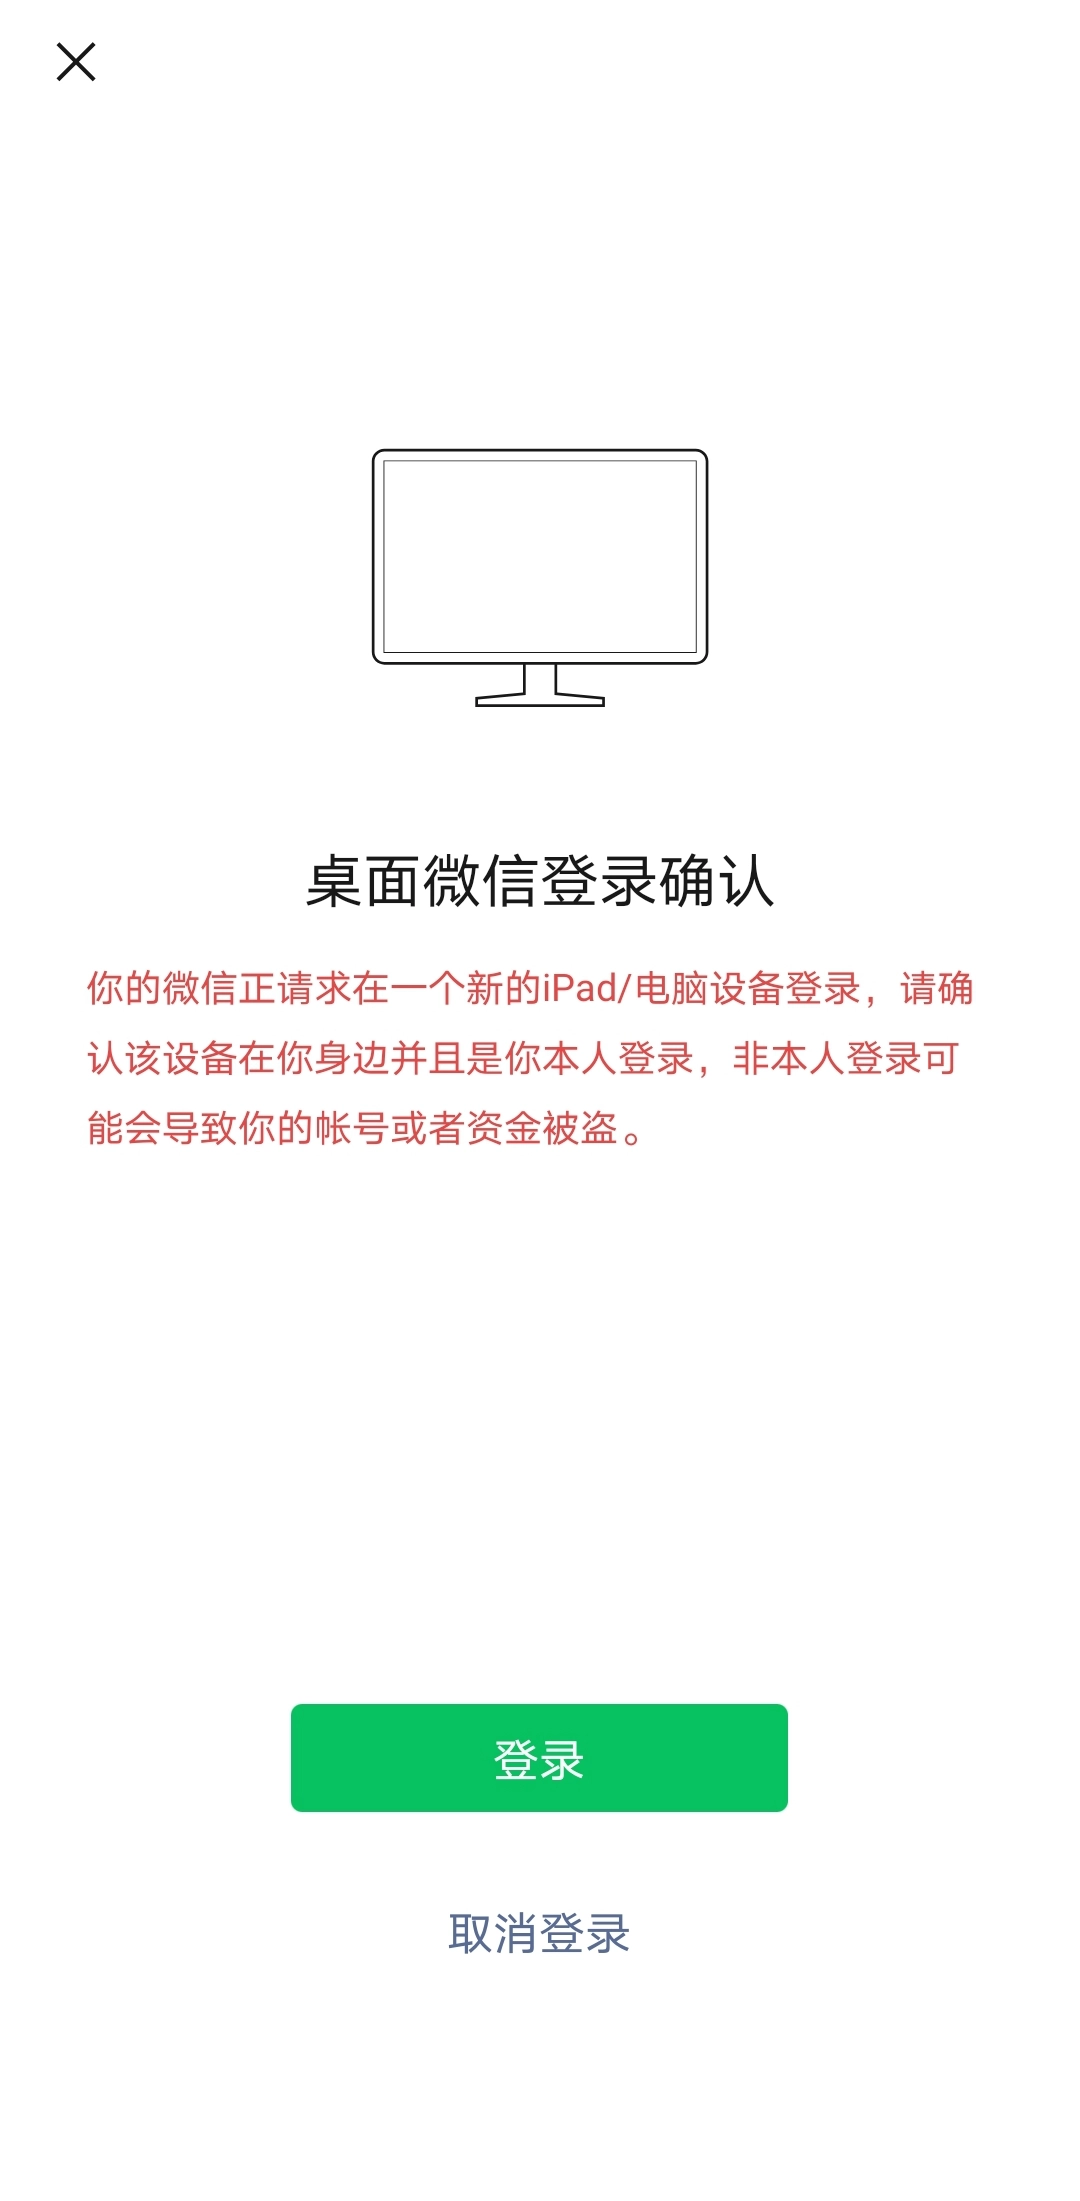 桌面微信登录确认
你的微信正请求在一个新的iPad/电脑设备登录，请确
认该设备在你身边并且是你本人登录，非本人登录可
能会导致你的帐号或者资金被盗。
登录
取消登录